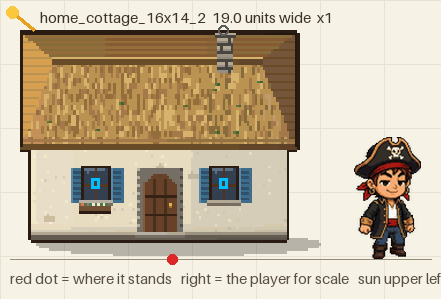 home_cottage_16x14_2 19.0 units wide x1
red dot = where it stands right = the player for scale sun upper lef